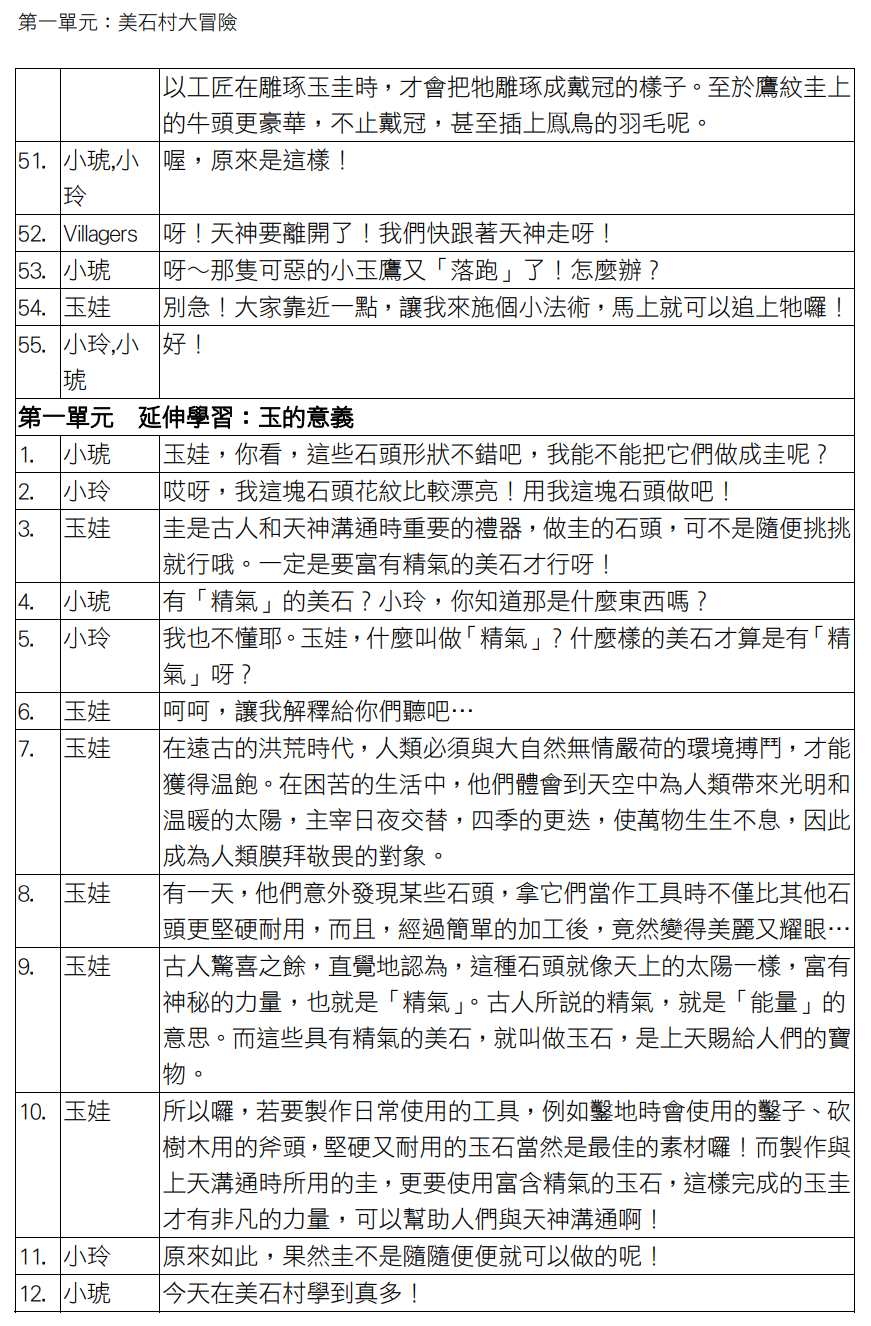 第一單元：美石村大冒險
以工匠在雕琢玉圭時，才會把牠雕琢成戴冠的樣子。至於鷹紋圭上
的牛頭更豪華，不止戴冠，甚至插上鳯鳥的羽毛呢。
51. 小琥,小 喔，原來是這樣！
玲
52. Villagers 呀！天神要離開了！我們快跟著天神走呀！
53. 小琥 呀～那隻可惡的小玉鷹又「落跑」了！怎麼辦？
54. 玉娃 別急！大家靠近一點，讓我來施個小法術，馬上就可以追上牠囉！
55. 小玲,小 好！
琥
第一單元 延伸學習：玉的意義
1. 小琥 玉娃，你看，這些石頭形狀不錯吧，我能不能把它們做成圭呢？
2. 小玲 哎呀，我這塊石頭花紋比較漂亮！用我這塊石頭做吧！
3. 玉娃 圭是古人和天神溝通時重要的禮器，做圭的石頭，可不是隨便挑挑
就行哦。一定是要富有精氣的美石才行呀！
4. 小琥 有「精氣」的美石？小玲，你知道那是什麼東西嗎？
5. 小玲 我也不懂耶。玉娃，什麼叫做「精氣」？什麼樣的美石才算是有「精
氣」呀？
6. 玉娃 呵呵，讓我解釋給你們聽吧…
7. 玉娃 在遠古的洪荒時代，人類必須與大自然無情嚴苛的環境搏鬥，才能
獲得温飽。在困苦的生活中，他們體會到天空中為人類帶來光明和
温暖的太陽，主宰日夜交替，四季的更迭，使萬物生生不息，因此
成為人類膜拜敬畏的對象。
8. 玉娃 有一天，他們意外發現某些石頭，拿它們當作工具時不僅比其他石
頭更堅硬耐用，而且，經過簡單的加工後，竟然變得美麗又耀眼…
9. 玉娃 古人驚喜之餘，直覺地認為，這種石頭就像天上的太陽一樣，富有
神秘的力量，也就是「精氣」。古人所説的精氣，就是「能量」的
意思。而這些具有精氣的美石，就叫做玉石，是上天賜給人們的寶
物。
10. 玉娃 所以囉，若要製作日常使用的工具，例如鑿地時會使用的鑿子、砍
樹木用的斧頭，堅硬又耐用的玉石當然是最佳的素材囉！而製作與
上天溝通時所用的圭，更要使用富含精氣的玉石，這樣完成的玉圭
才有非凡的力量，可以幫助人們與天神溝通啊！
11. 小玲 原來如此，果然圭不是隨隨便便就可以做的呢！
12. 小琥 今天在美石村學到真多！